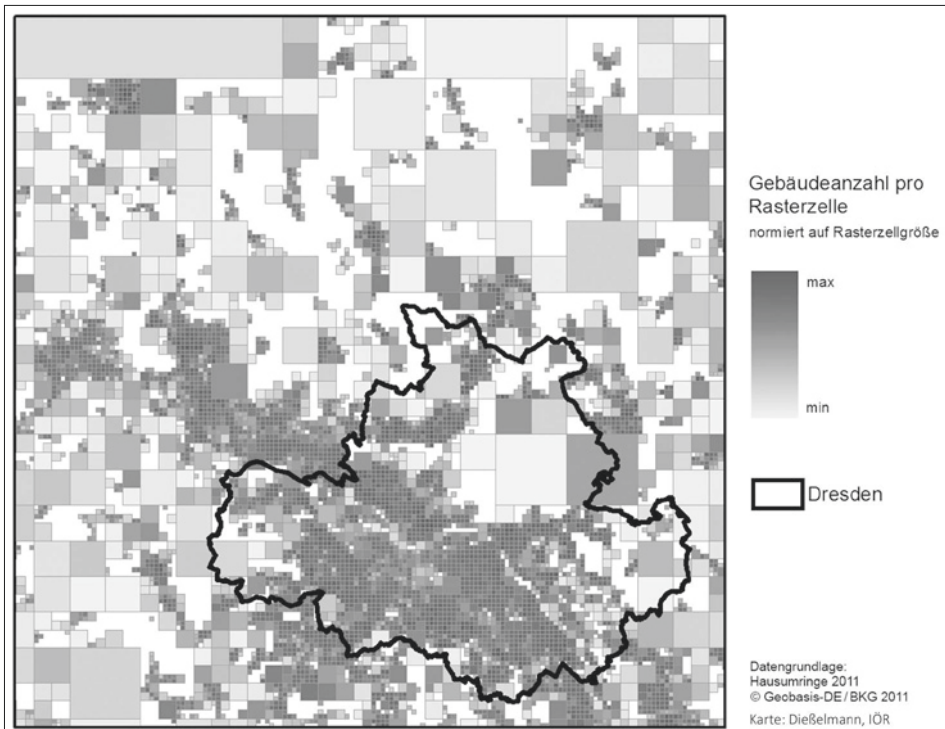 Gebäudeanzahl pro
Rasterzelle
normiert auf Rasterzellgröße
max
min
Dresden
Datengrundlage:
Hausumringe 2011
© Geobasis-DE / BKG 2011
Karte: Dießelmann, IÖR